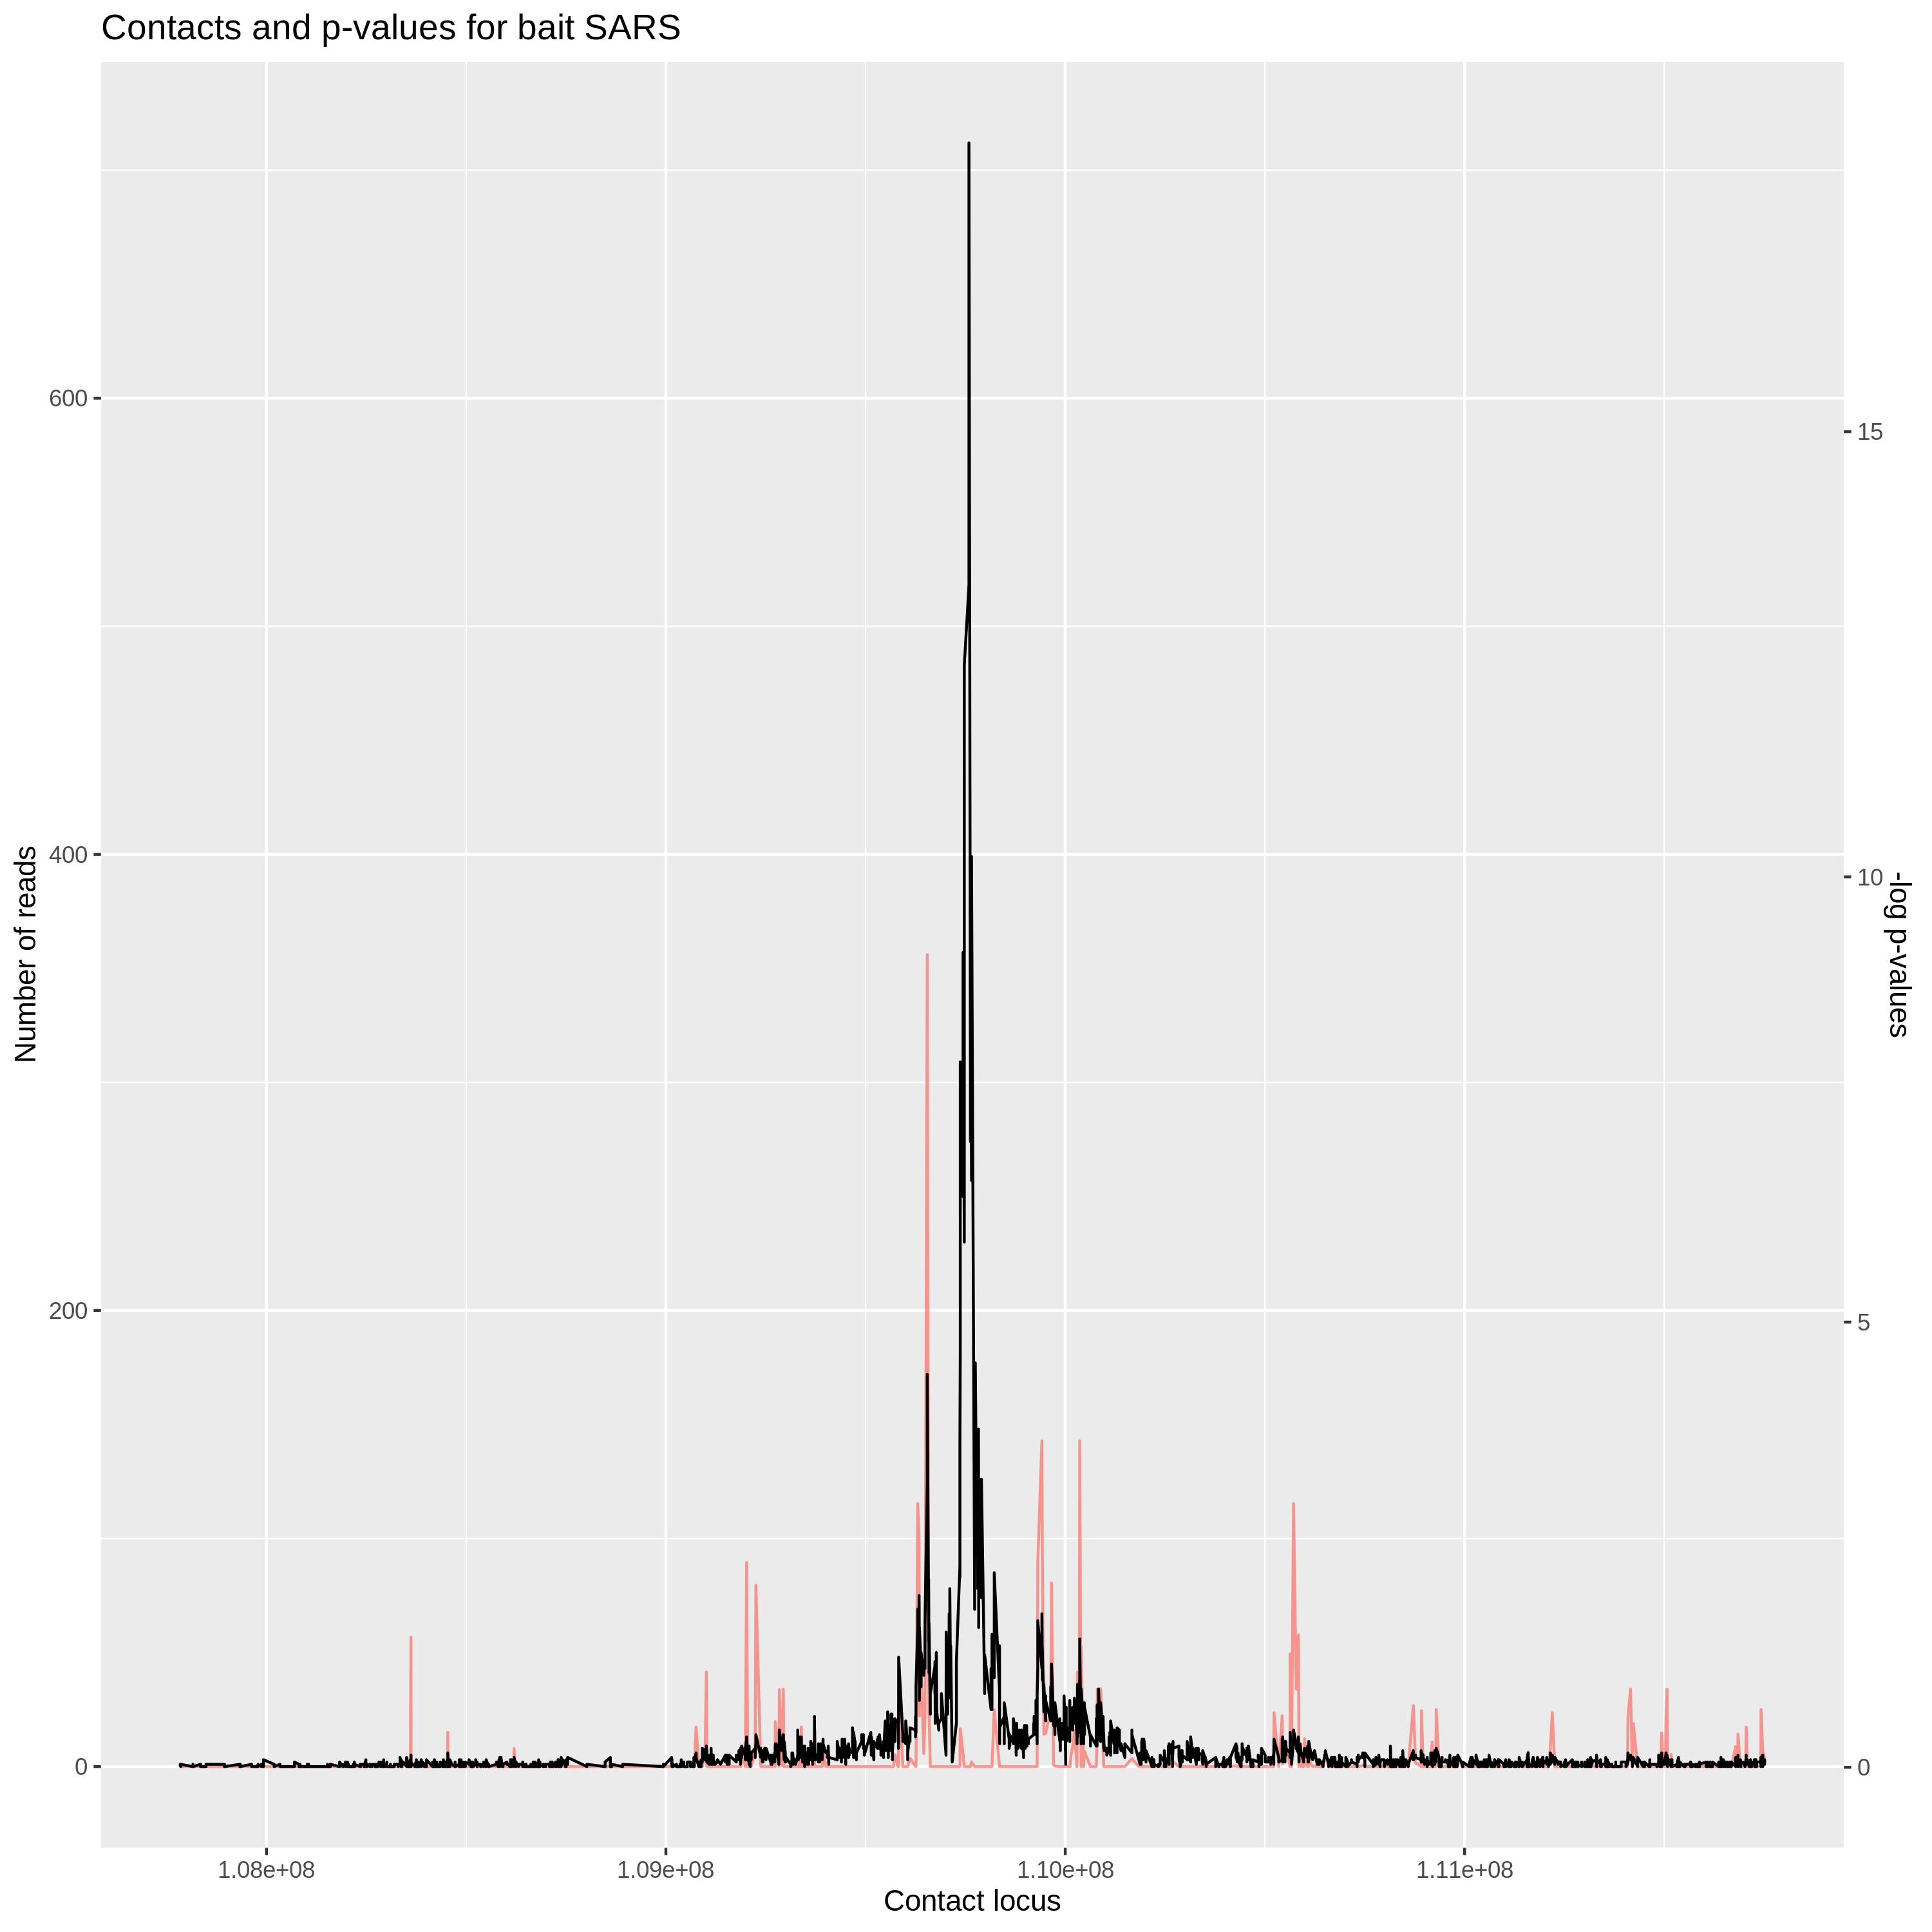 Contacts and p-values for bait SARS
Number of reads
600
400
200
0
15
10
5
0
-log p-values
1.08e+08
1.09e+08
1.10e+08
1.11e+08
Contact locus